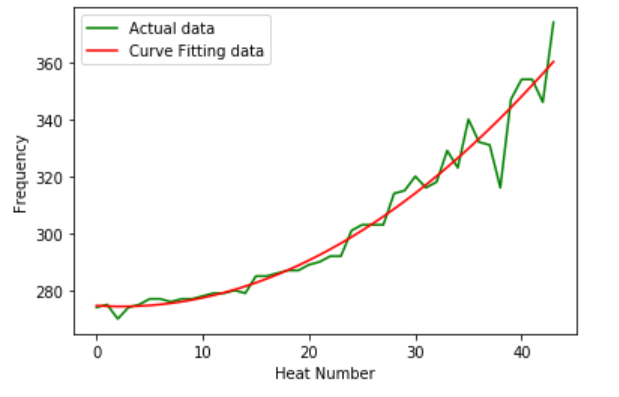 Actual data
Curve Fitting data
360
340
320
300
280
Frequency
0 10 20 30 40
Heat Number